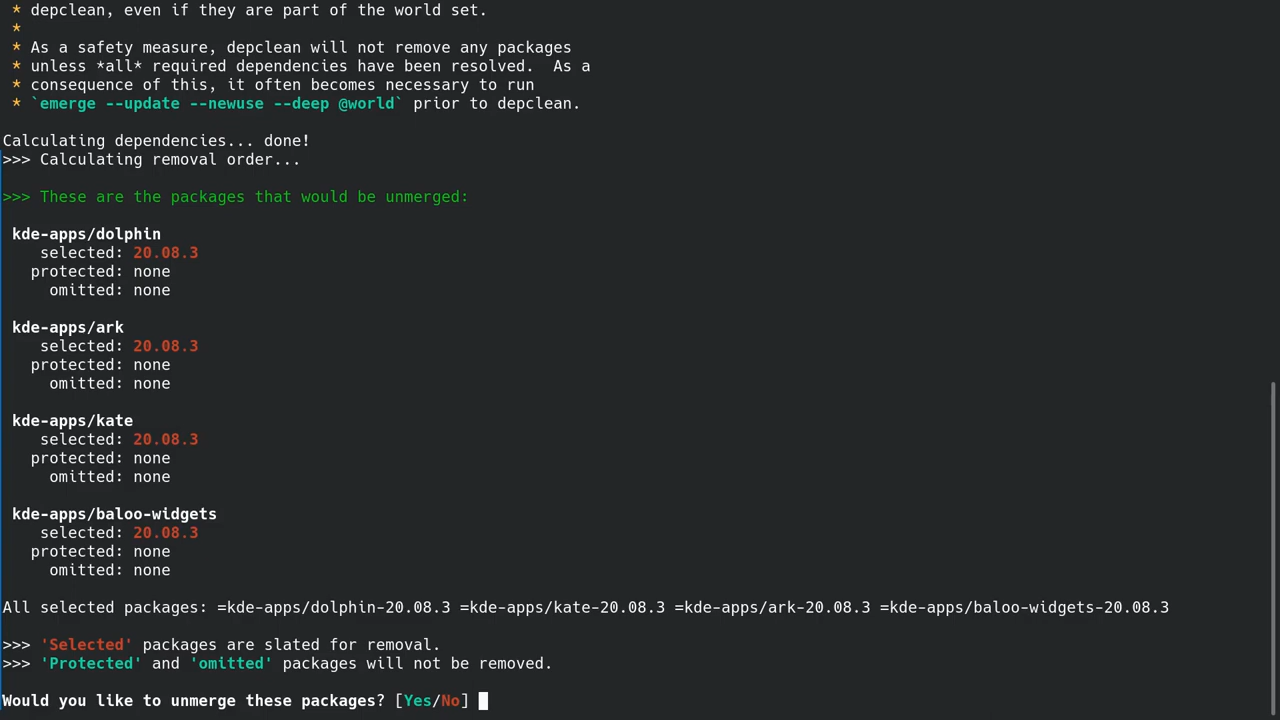 * depclean, even if they are part of the world set.
*
* As a safety measure, depclean will not remove any packages
* unless *all* required dependencies have been resolved.  As a
* consequence of this, it often becomes necessary to run
* `emerge --update --newuse --deep @world` prior to depclean.
Calculating dependencies... done!
>>> Calculating removal order...
>>> These are the packages that would be unmerged:
kde-apps/dolphin
selected: 20.08.3
protected: none
omitted: none
kde-apps/ark
selected: 20.08.3
protected: none
omitted: none
kde-apps/kate
selected: 20.08.3
protected: none
omitted: none
kde-apps/baloo-widgets
selected: 20.08.3
protected: none
omitted: none
All selected packages: =kde-apps/dolphin-20.08.3 =kde-apps/kate-20.08.3 =kde-apps/ark-20.08.3 =kde-apps/baloo-widgets-20.08.3
>>> 'Selected' packages are slated for removal.
>>> 'Protected' and 'omitted' packages will not be removed.
Would you like to unmerge these packages? [Yes/No]